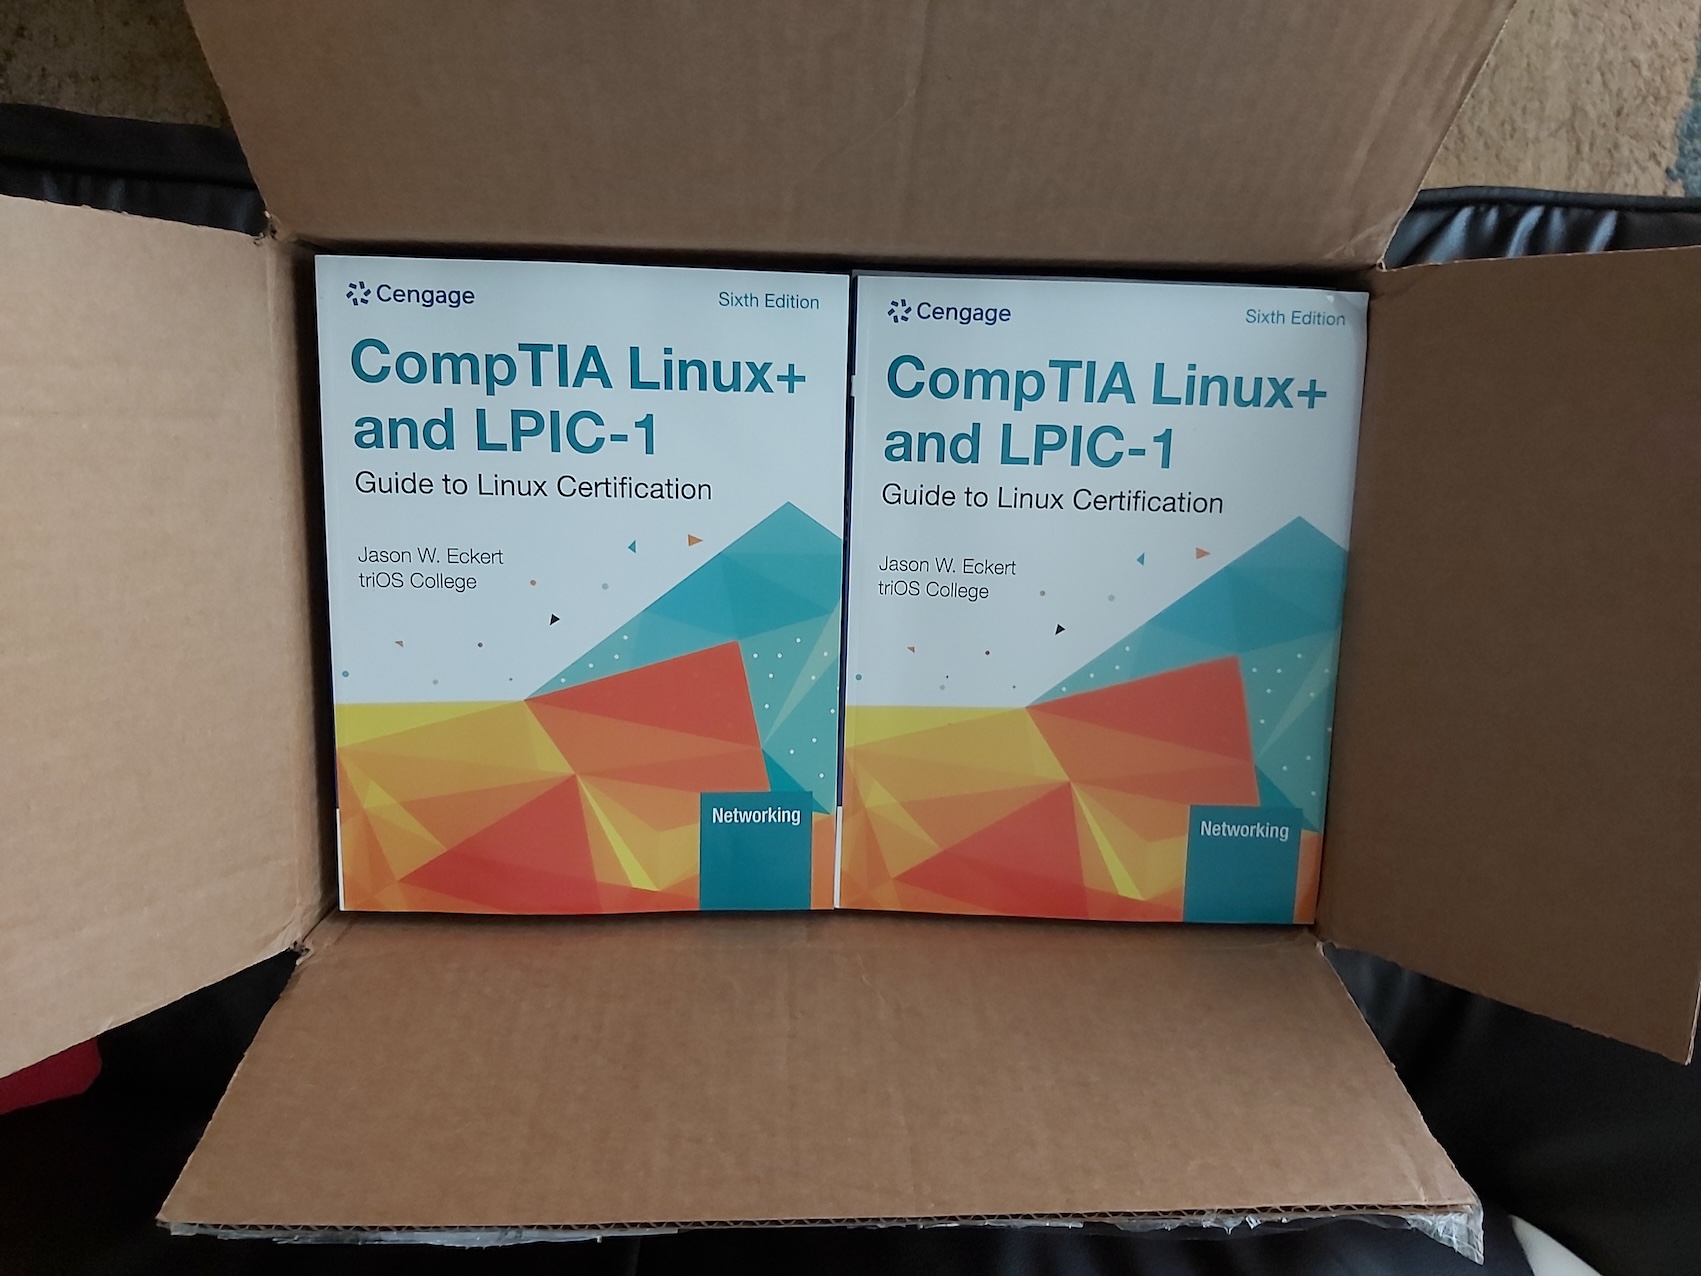 Cengage
Sixth Edition
CompTIA Linux+
and LPIC-1
Guide to Linux Certification
Jason W. Eckert
triOS College
Networking
Cengage
Sixth Edition
CompTIA Linux+
and LPIC-1
Guide to Linux Certification
Jason W. Eckert
triOS College
Networking